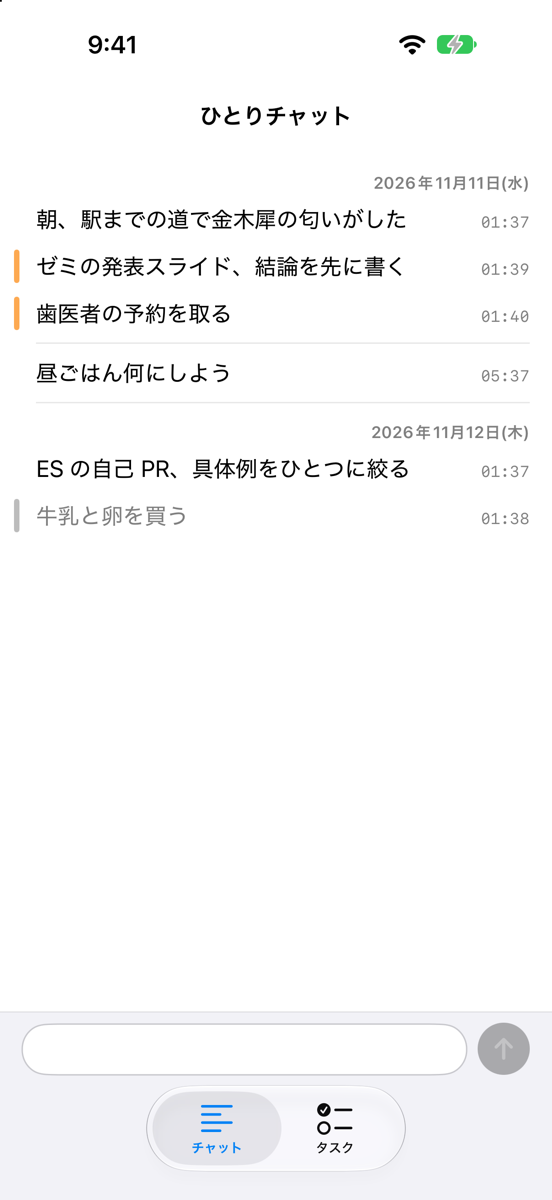 9:41
ひとりチャット
2026年11月11日(水)
朝、駅までの道で金木犀の匂いがした 01:37
ゼミの発表スライド、結論を先に書く 01:39
歯医者の予約を取る 01:40
昼ごはん何にしよう 05:37
2026年11月12日(木)
ES の自己 PR、具体例をひとつに絞る 01:37
牛乳と卵を買う 01:38
チャット タスク